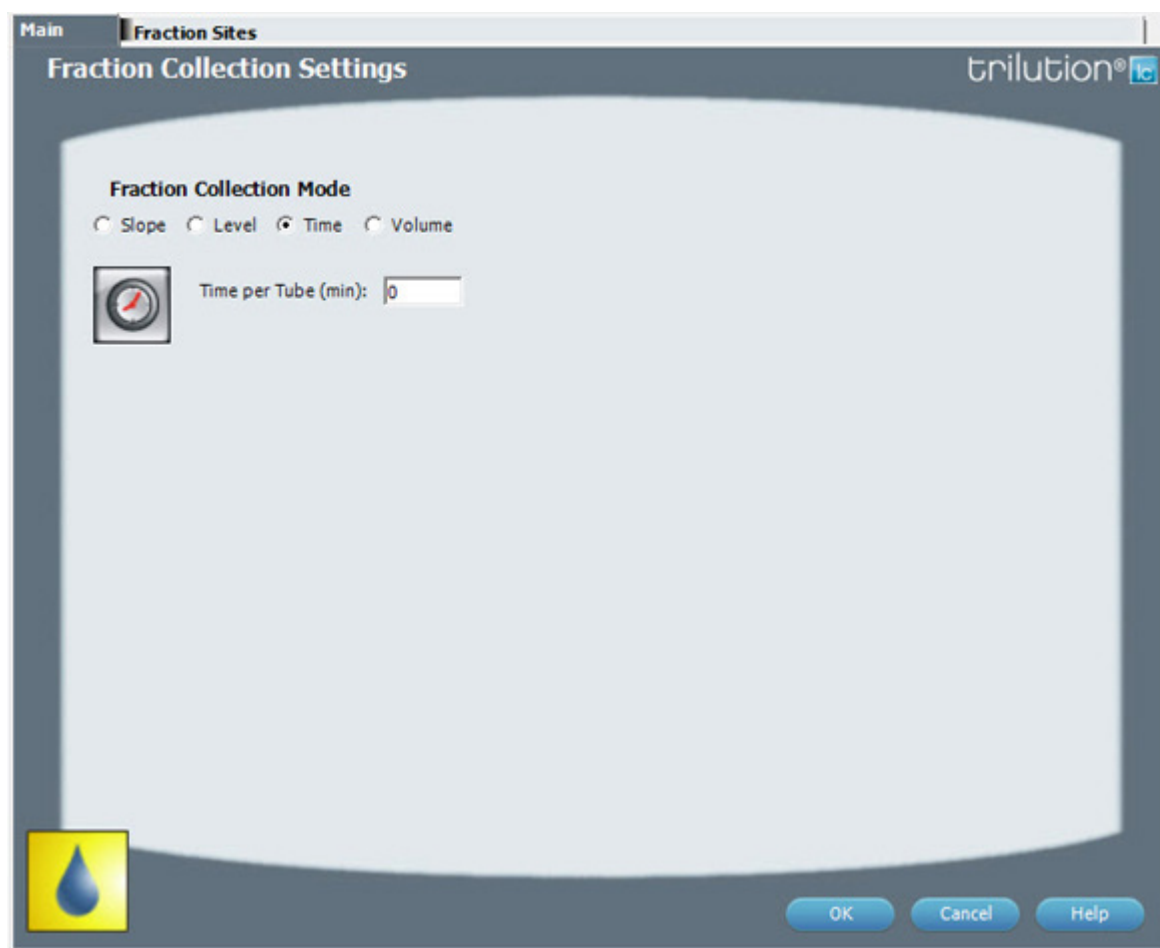 Main Fraction Sites
Fraction Collection Settings trilution® lc
Fraction Collection Mode
Slope Level Time Volume
Time per Tube (min): 0
OK Cancel Help